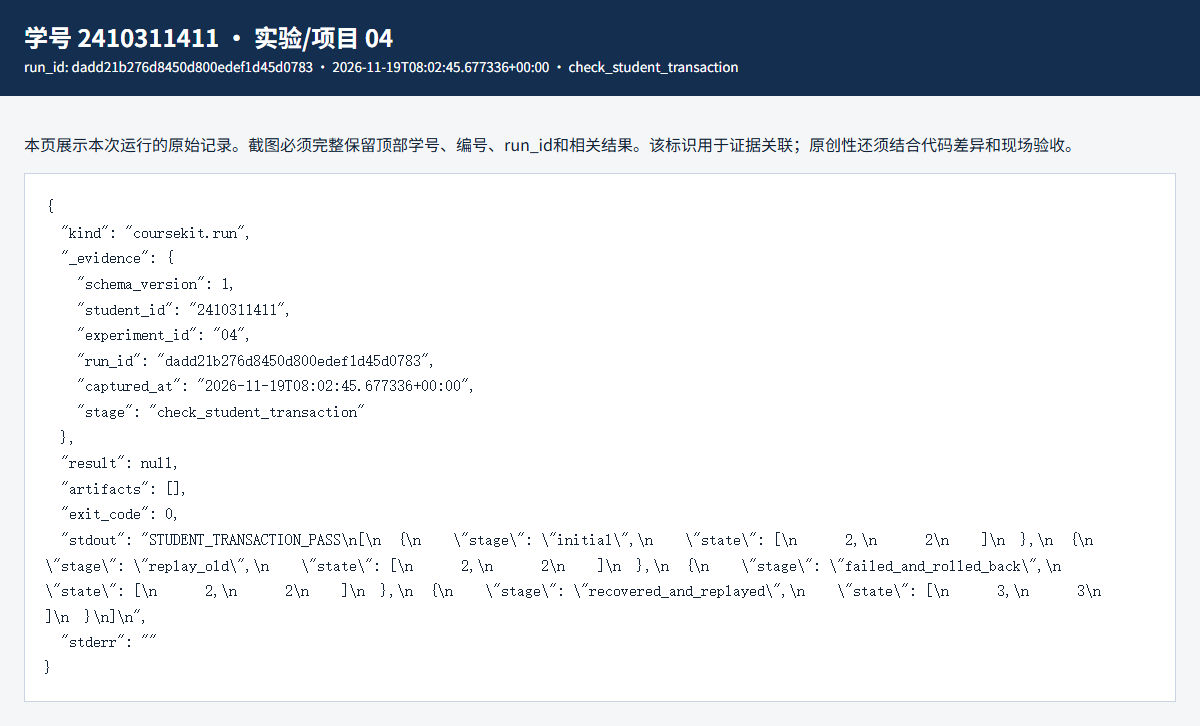 学号 2410311411 · 实验/项目 04
run_id: dadd21b276d8450d800edef1d45d0783 · 2026-11-19T08:02:45.677336+00:00 · check_student_transaction
本页展示本次运行的原始记录。截图必须完整保留顶部学号、编号、run_id和相关结果。该标识用于证据关联；原创性还须结合代码差异和现场验收。
{
  "kind": "coursekit.run",
  "_evidence": {
    "schema_version": 1,
    "student_id": "2410311411",
    "experiment_id": "04",
    "run_id": "dadd21b276d8450d800edef1d45d0783",
    "captured_at": "2026-11-19T08:02:45.677336+00:00",
    "stage": "check_student_transaction"
  },
  "result": null,
  "artifacts": [],
  "exit_code": 0,
  "stdout": "STUDENT_TRANSACTION_PASS\n[\n  {\n    \"stage\": \"initial\",\n    \"state\": [\n      2,\n      2\n    ]\n  },\n  {\n
\"stage\": \"replay_old\",\n    \"state\": [\n      2,\n      2\n    ]\n  },\n  {\n    \"stage\": \"failed_and_rolled_back\",\n
\"state\": [\n      2,\n      2\n    ]\n  },\n  {\n    \"stage\": \"recovered_and_replayed\",\n    \"state\": [\n      3,\n      3\n
]\n  }\n]\n",
  "stderr": ""
}